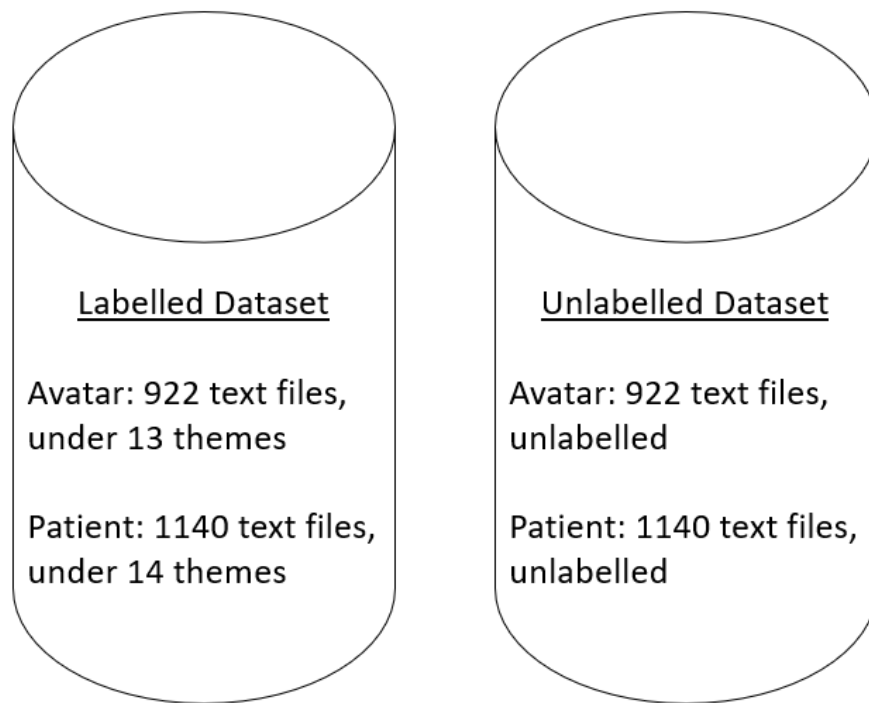 Labelled Dataset
Avatar: 922 text files,
under 13 themes
Patient: 1140 text files,
under 14 themes
Unlabelled Dataset
Avatar: 922 text files,
unlabelled
Patient: 1140 text files,
unlabelled